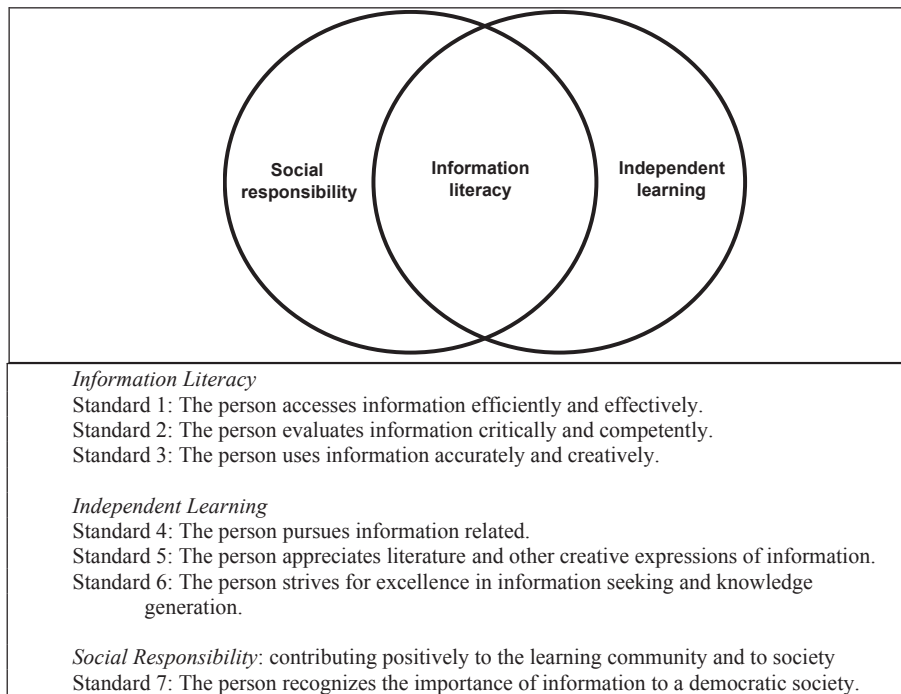 Social
responsibility
Information
literacy
Independent
learning
Information Literacy
Standard 1: The person accesses information efficiently and effectively.
Standard 2: The person evaluates information critically and competently.
Standard 3: The person uses information accurately and creatively.
Independent Learning
Standard 4: The person pursues information related.
Standard 5: The person appreciates literature and other creative expressions of information.
Standard 6: The person strives for excellence in information seeking and knowledge
generation.
Social Responsibility: contributing positively to the learning community and to society
Standard 7: The person recognizes the importance of information to a democratic society.